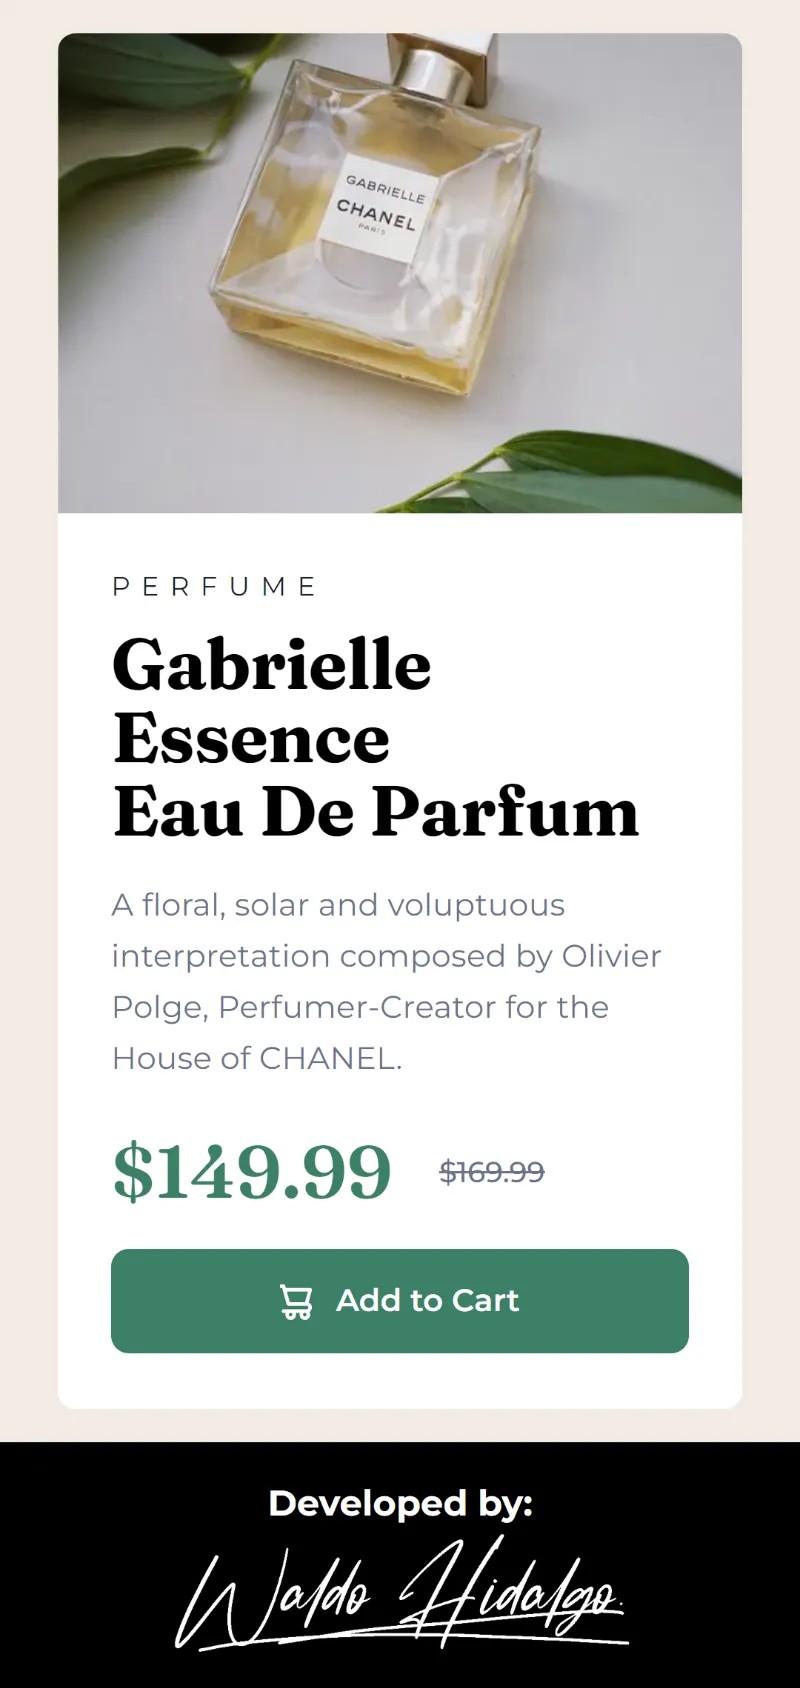 GABRIELLE
CHANEL
PARIS
PERFUME
Gabrielle
Essence
Eau De Parfum
A floral, solar and voluptuous
interpretation composed by Olivier
Polge, Perfumer-Creator for the
House of CHANEL.
$149.99 $169.99
Add to Cart
Developed by:
Waldo Hidalgo.